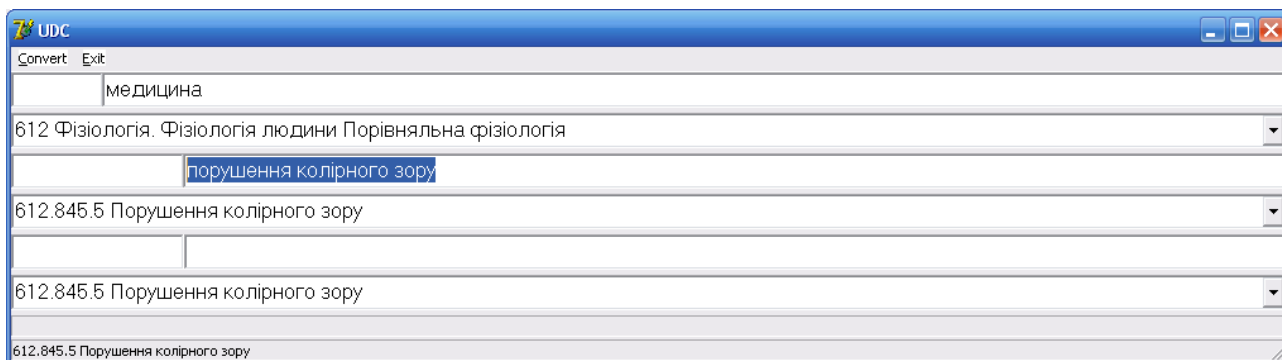 UDC
Convert Exit
медицина
612 Фізіологія. Фізіологія людини Порівняльна фізіологія
порушення колірного зору
612.845.5 Порушення колірного зору
612.845.5 Порушення колірного зору
612.845.5 Порушення колірного зору